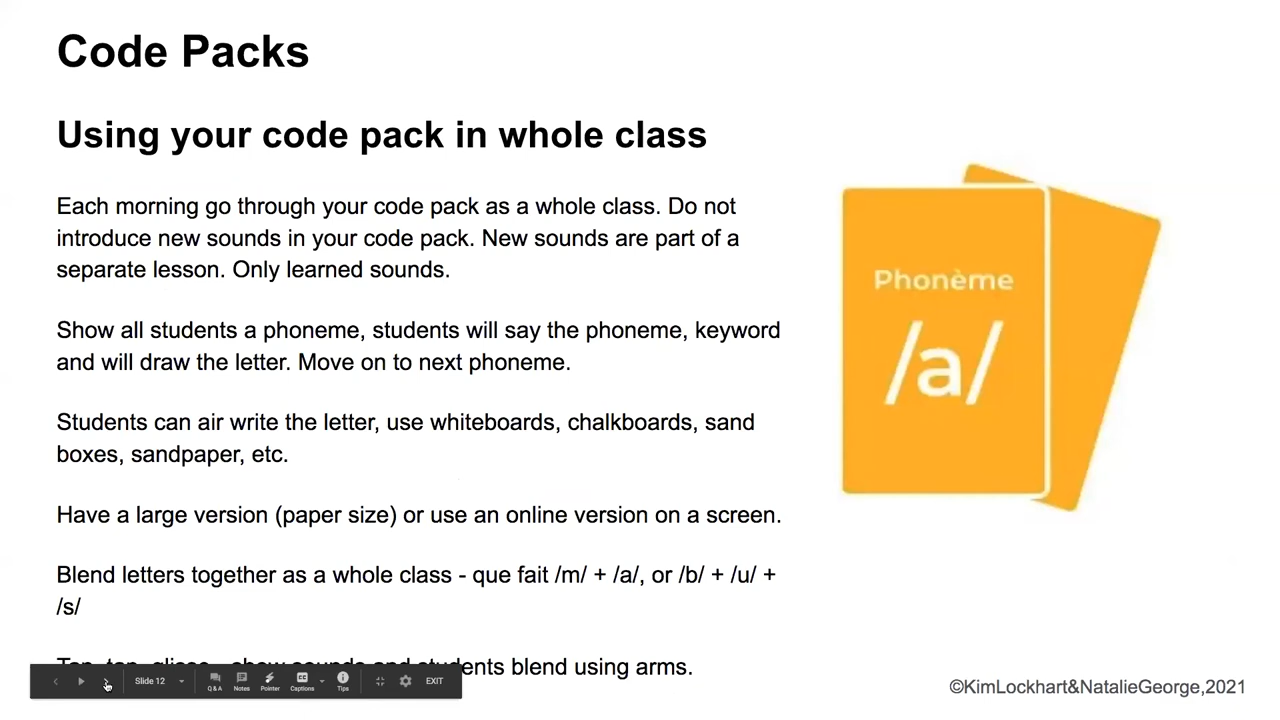 Code Packs
Using your code pack in whole class
Each morning go through your code pack as a whole class. Do not
introduce new sounds in your code pack. New sounds are part of a
separate lesson. Only learned sounds.
Show all students a phoneme, students will say the phoneme, keyword
and will draw the letter. Move on to next phoneme.
Students can air write the letter, use whiteboards, chalkboards, sand
boxes, sandpaper, etc.
Have a large version (paper size) or use an online version on a screen.
Blend letters together as a whole class - que fait /m/ + /a/, or /b/ + /u/ +
/s/
Tap, tap, glisse - show sounds and students blend using arms.
Phonème
/a/
Slide 12
Q & A
Notes
Pointer
Captions
Tips
EXIT
©KimLockhart&NatalieGeorge,2021